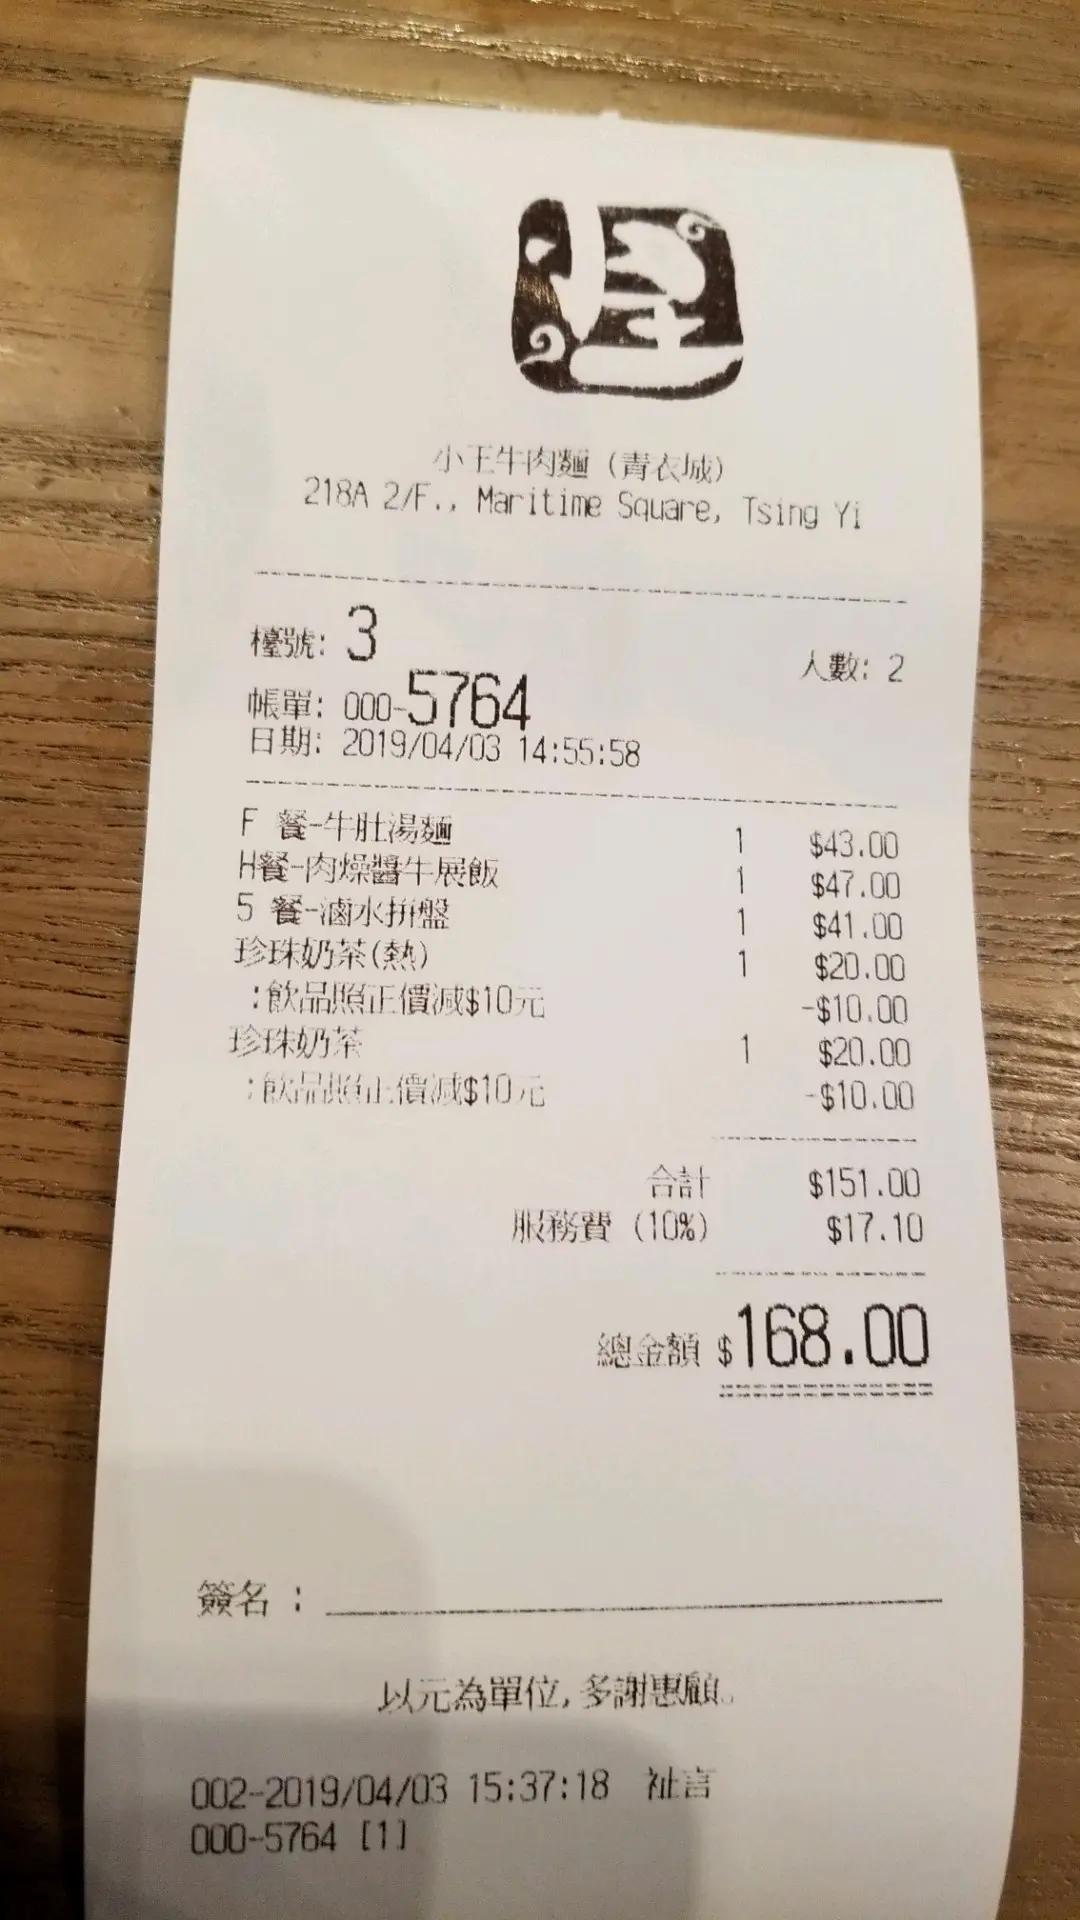 小王牛肉麵 (青衣城)
218A 2/F., Maritime Square, Tsing Yi
檯號: 3
人數: 2
帳單: 000-5764
日期: 2019/04/03 14:55:58
F 餐-牛肚湯麵 1 $43.00
H餐-肉燥醬牛展飯 1 $47.00
5 餐-滷水拼盤 1 $41.00
珍珠奶茶(熱) 1 $20.00
:飲品照正價減$10元 -$10.00
珍珠奶茶 1 $20.00
:飲品照正價減$10元 -$10.00
合計 $151.00
服務費 (10%) $17.10
總金額 $168.00
簽名 :
以元為單位,多謝惠顧。
002-2019/04/03 15:37:18 祉言
000-5764 [1]